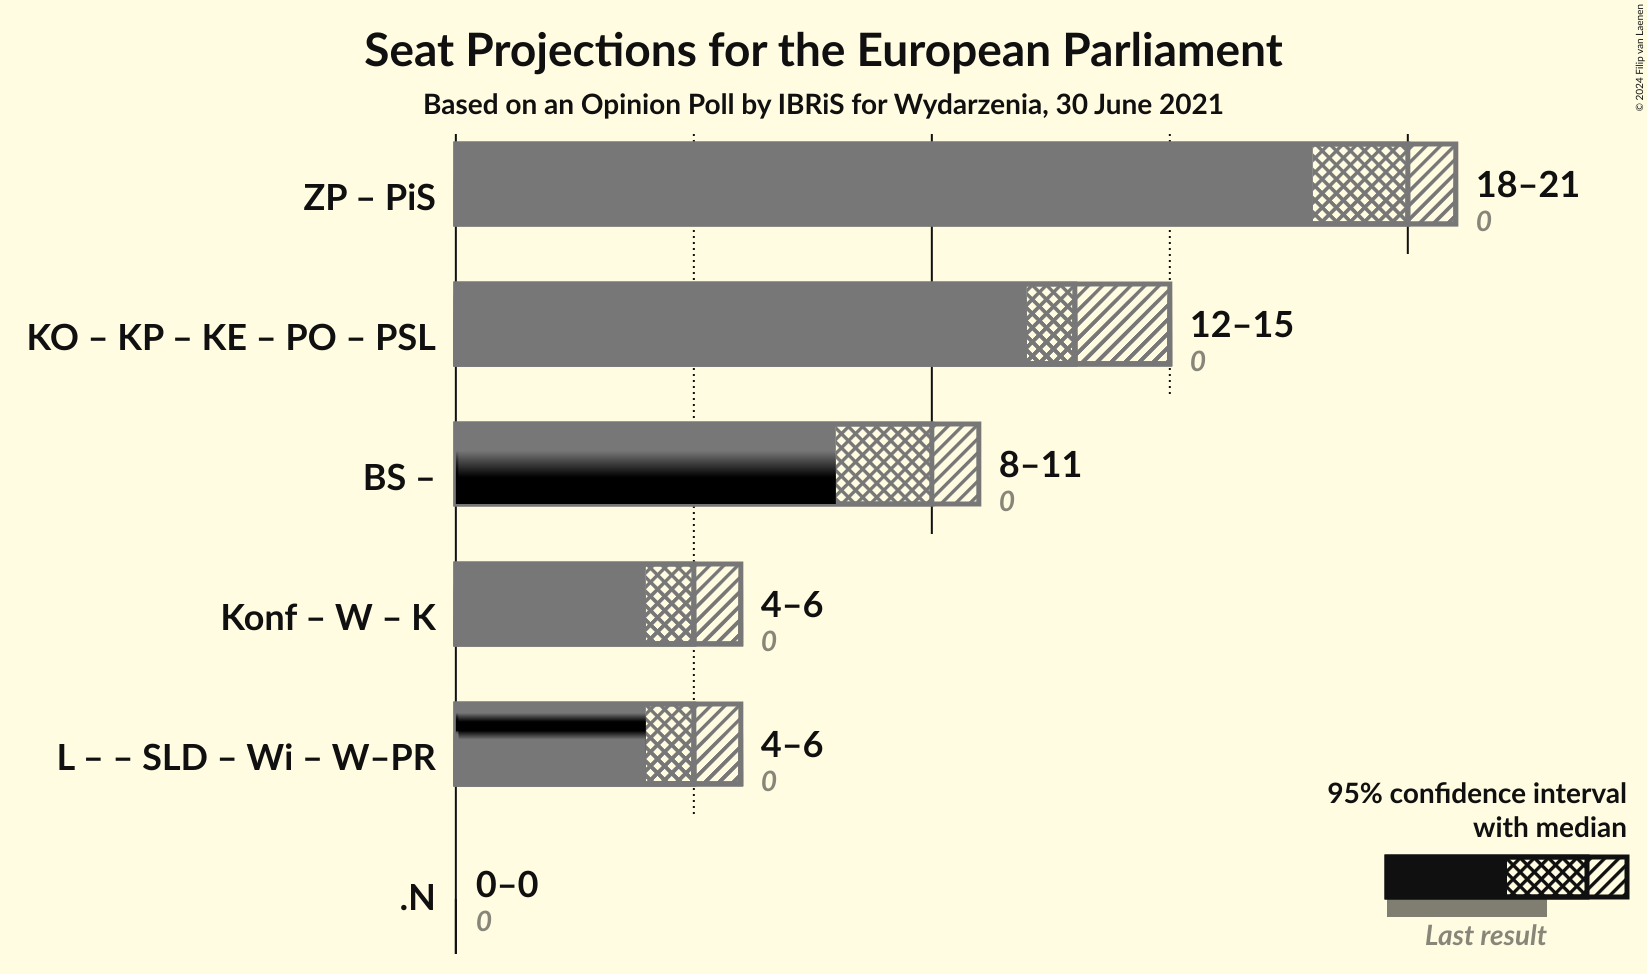 Seat Projections for the European Parliament
Based on an Opinion Poll by IBRiS for Wydarzenia, 30 June 2021
© 2024 Filip van Laenen
ZP – PiS
18–21
0
KO – KP – KE – PO – PSL
12–15
0
BS –
8–11
0
Konf – W – K
4–6
0
L – – SLD – Wi – W–PR
4–6
0
.N
0–0
0
95% confidence interval
with median
Last result